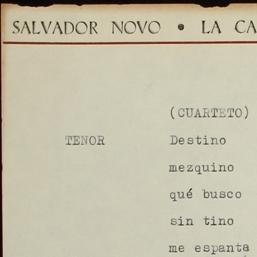 SALVADOR NOVO • LA CA
(CUARTETO)
TENOR Destino
mezquino
qué busco
sin tino
me espanta